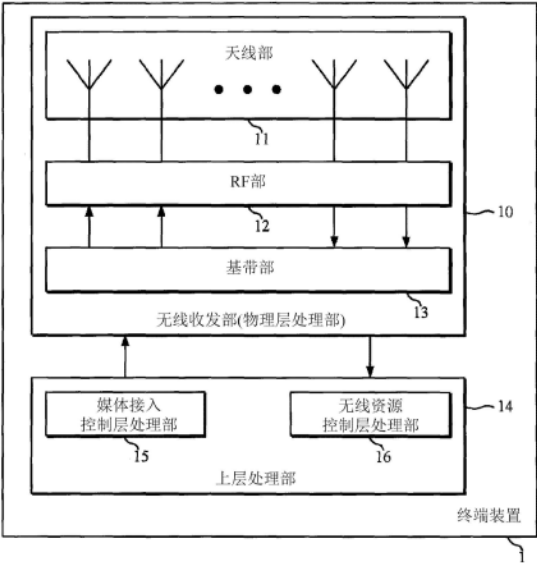 天线部
11
RF部
12
10
基带部
13
无线收发部(物理层处理部)
媒体接入
控制层处理部
15
无线资源
控制层处理部
16
14
上层处理部
终端装置
1